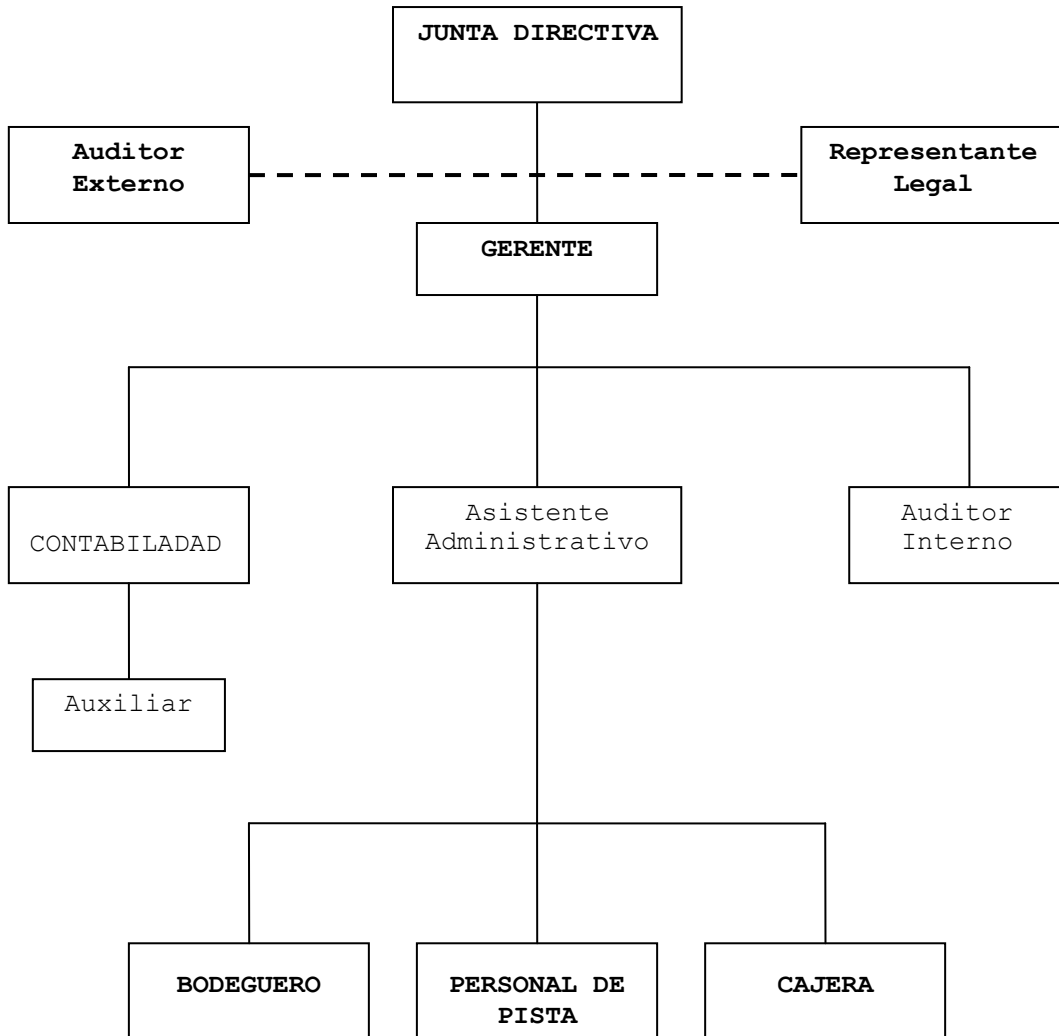 JUNTA DIRECTIVA
Auditor
Externo
Representante
Legal
GERENTE
CONTABILADAD
Asistente
Administrativo
Auditor
Interno
Auxiliar
BODEGUERO
PERSONAL DE
PISTA
CAJERA